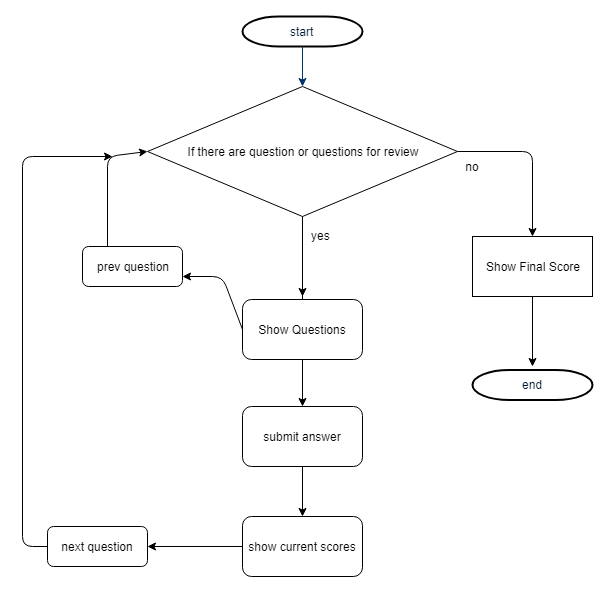 start
If there are question or questions for review
no
yes
prev question
Show Final Score
Show Questions
end
submit answer
next question
show current scores